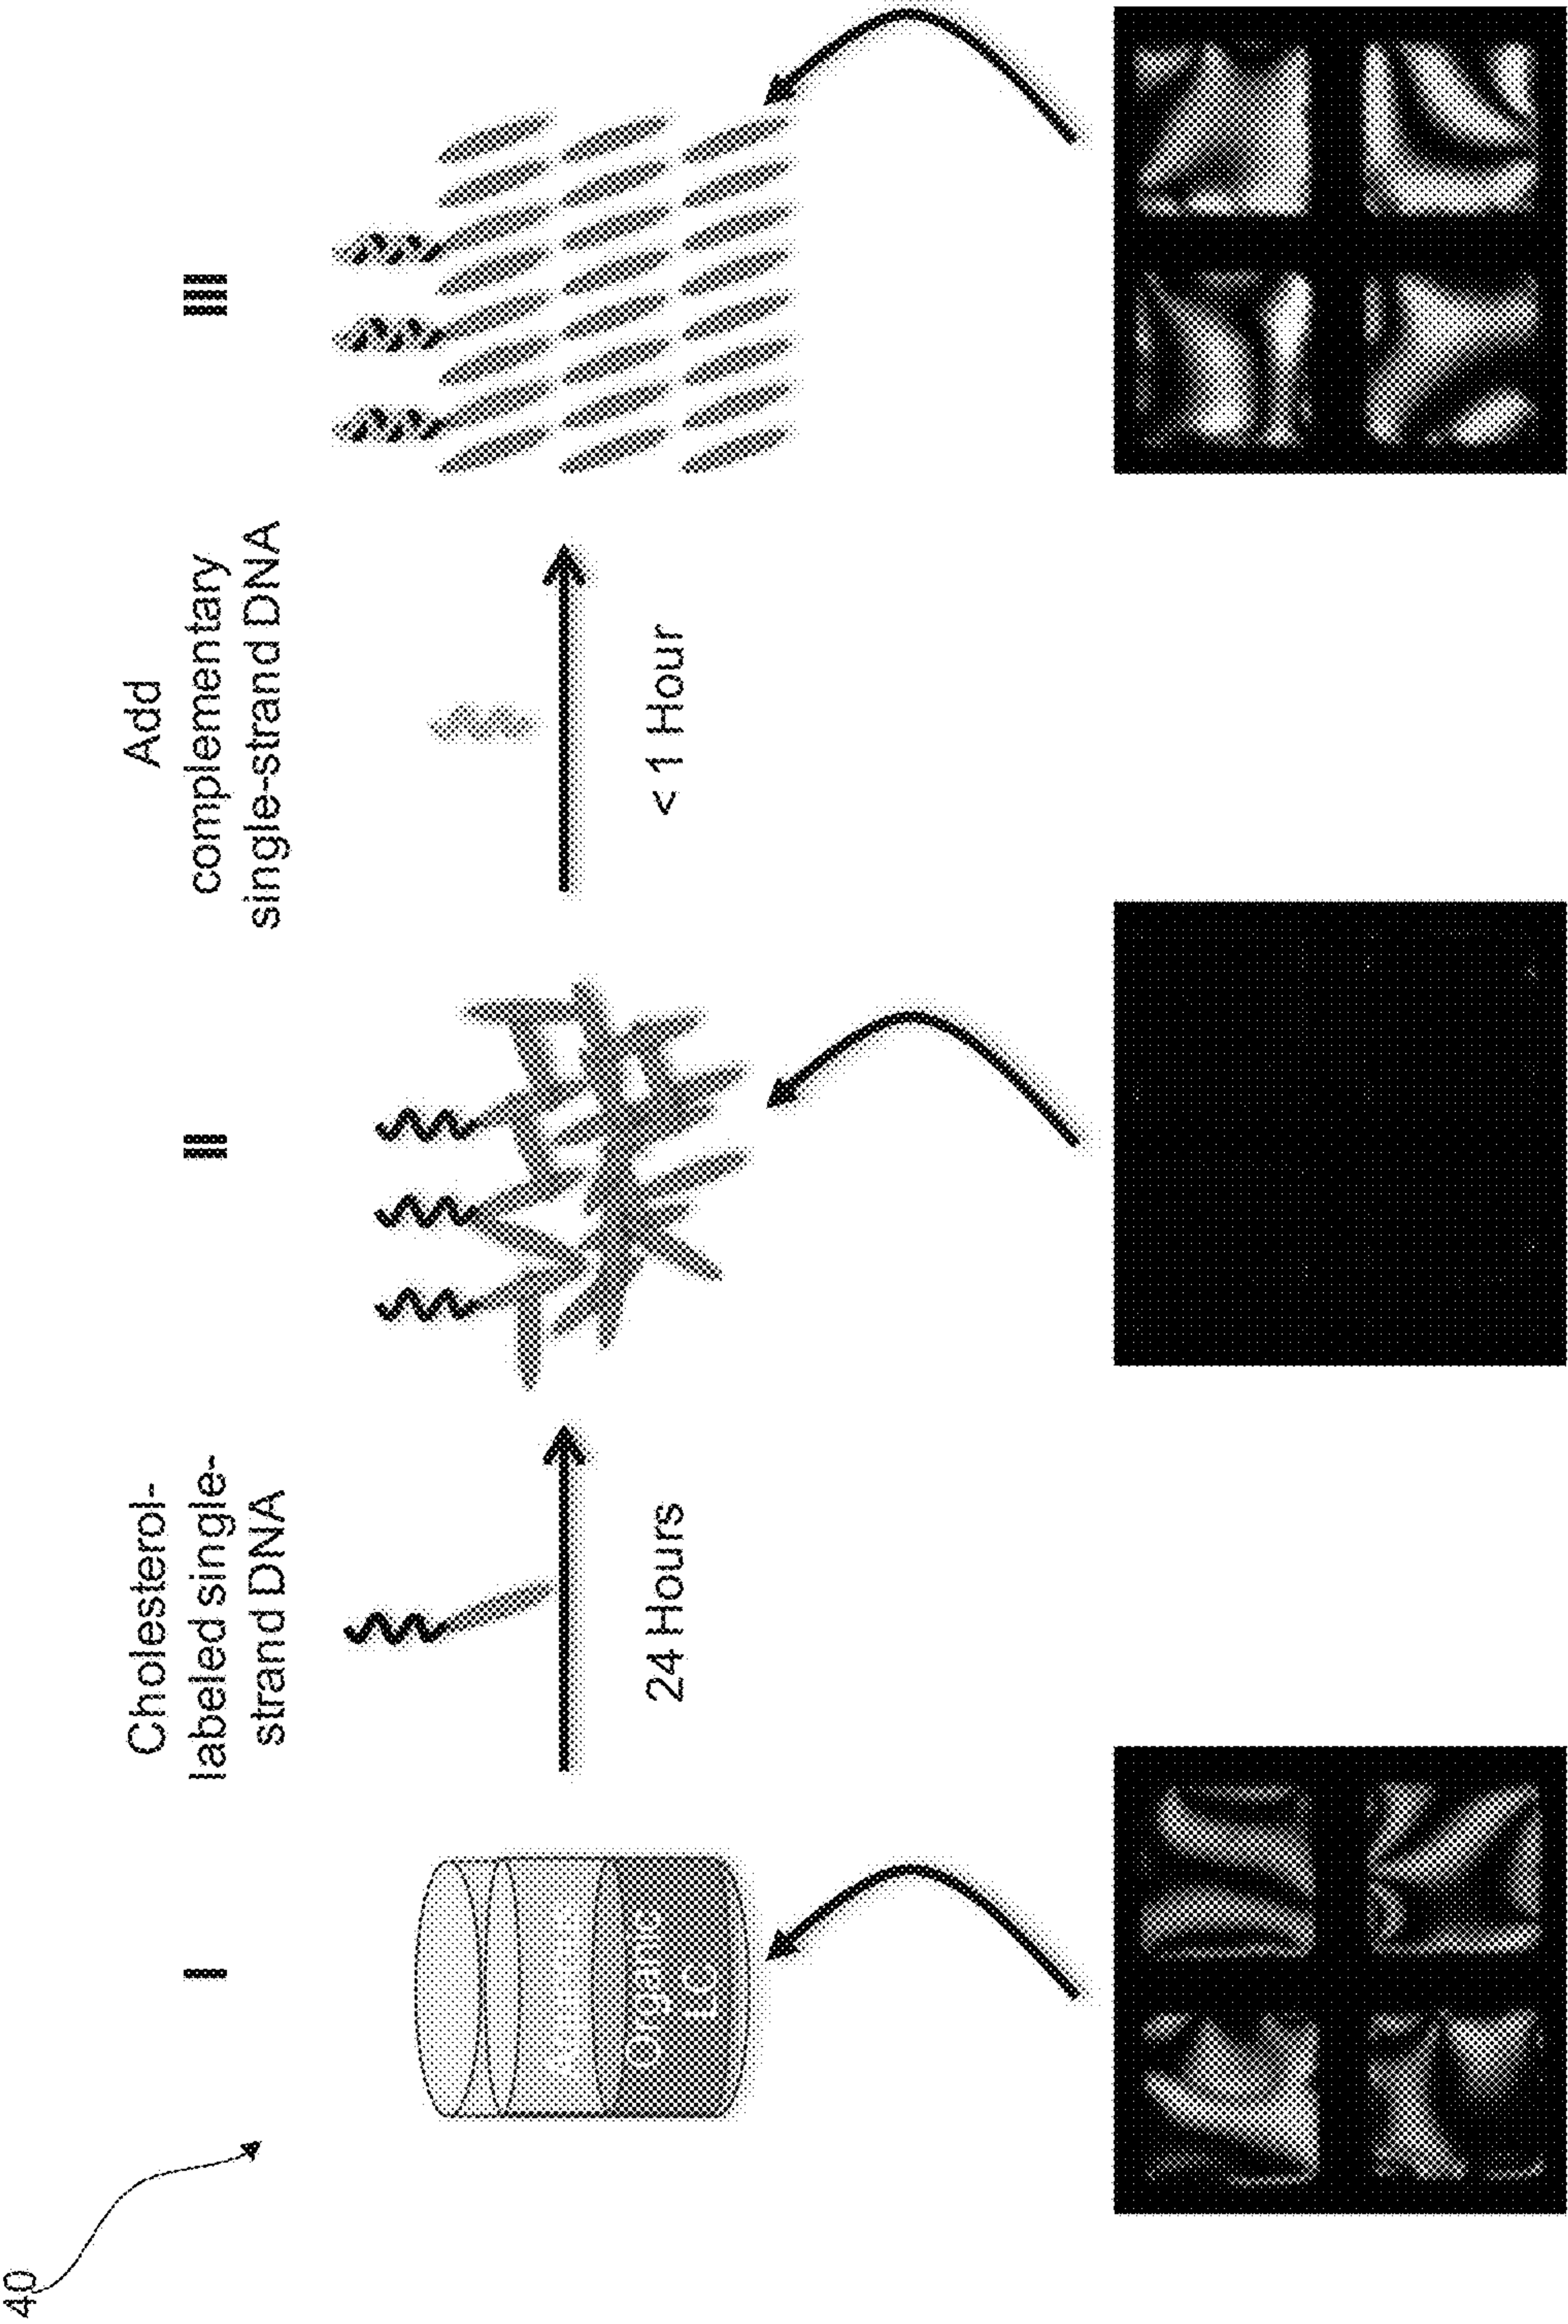 40
I
Cholesterol-
labeled single-
strand DNA
24 Hours
II
Add
complementary
single-strand DNA
< 1 Hour
III
Organic
LC